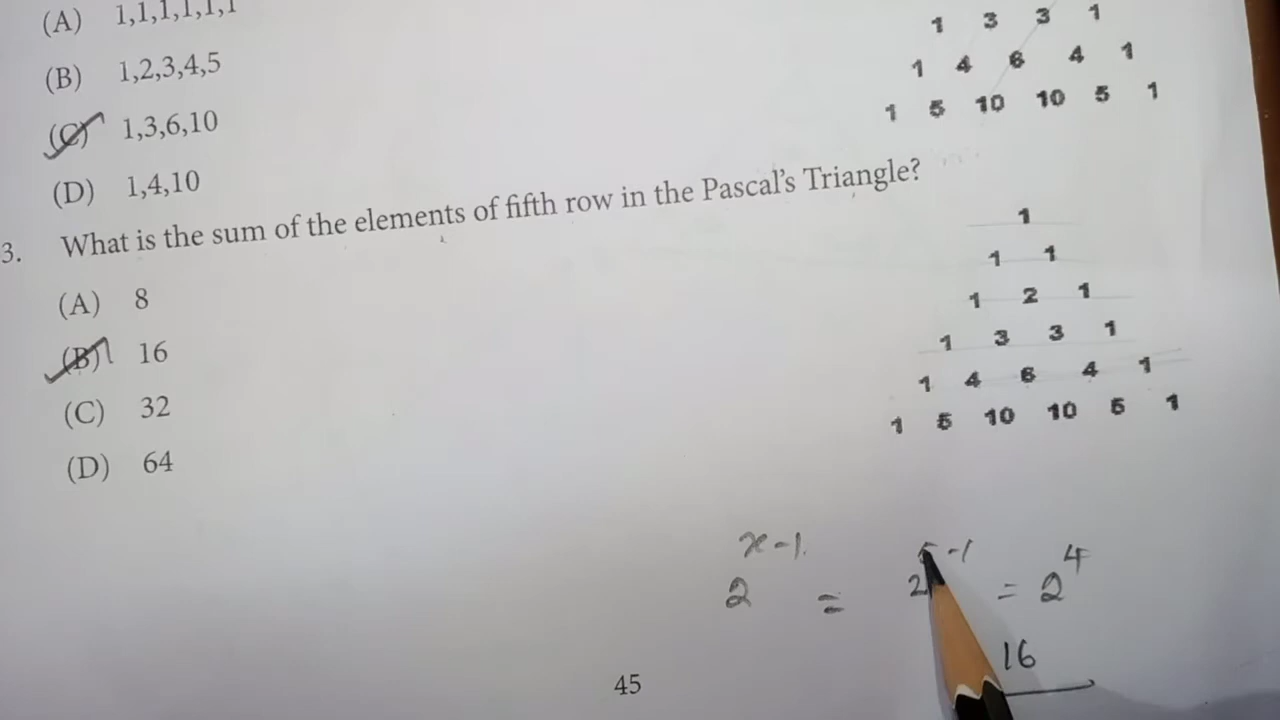 (A) 1,1,1,1,1,1
(B) 1,2,3,4,5
(C) 1,3,6,10
(D) 1,4,10
1 3 3 1
1 4 6 4 1
1 5 10 10 5 1
3. What is the sum of the elements of fifth row in the Pascal's Triangle?
(A) 8
(B) 16
(C) 32
(D) 64
1
1 1
1 2 1
1 3 3 1
1 4 6 4 1
1 5 10 10 5 1
2^(x-1) = 2^(5-1) = 2^4
16
45